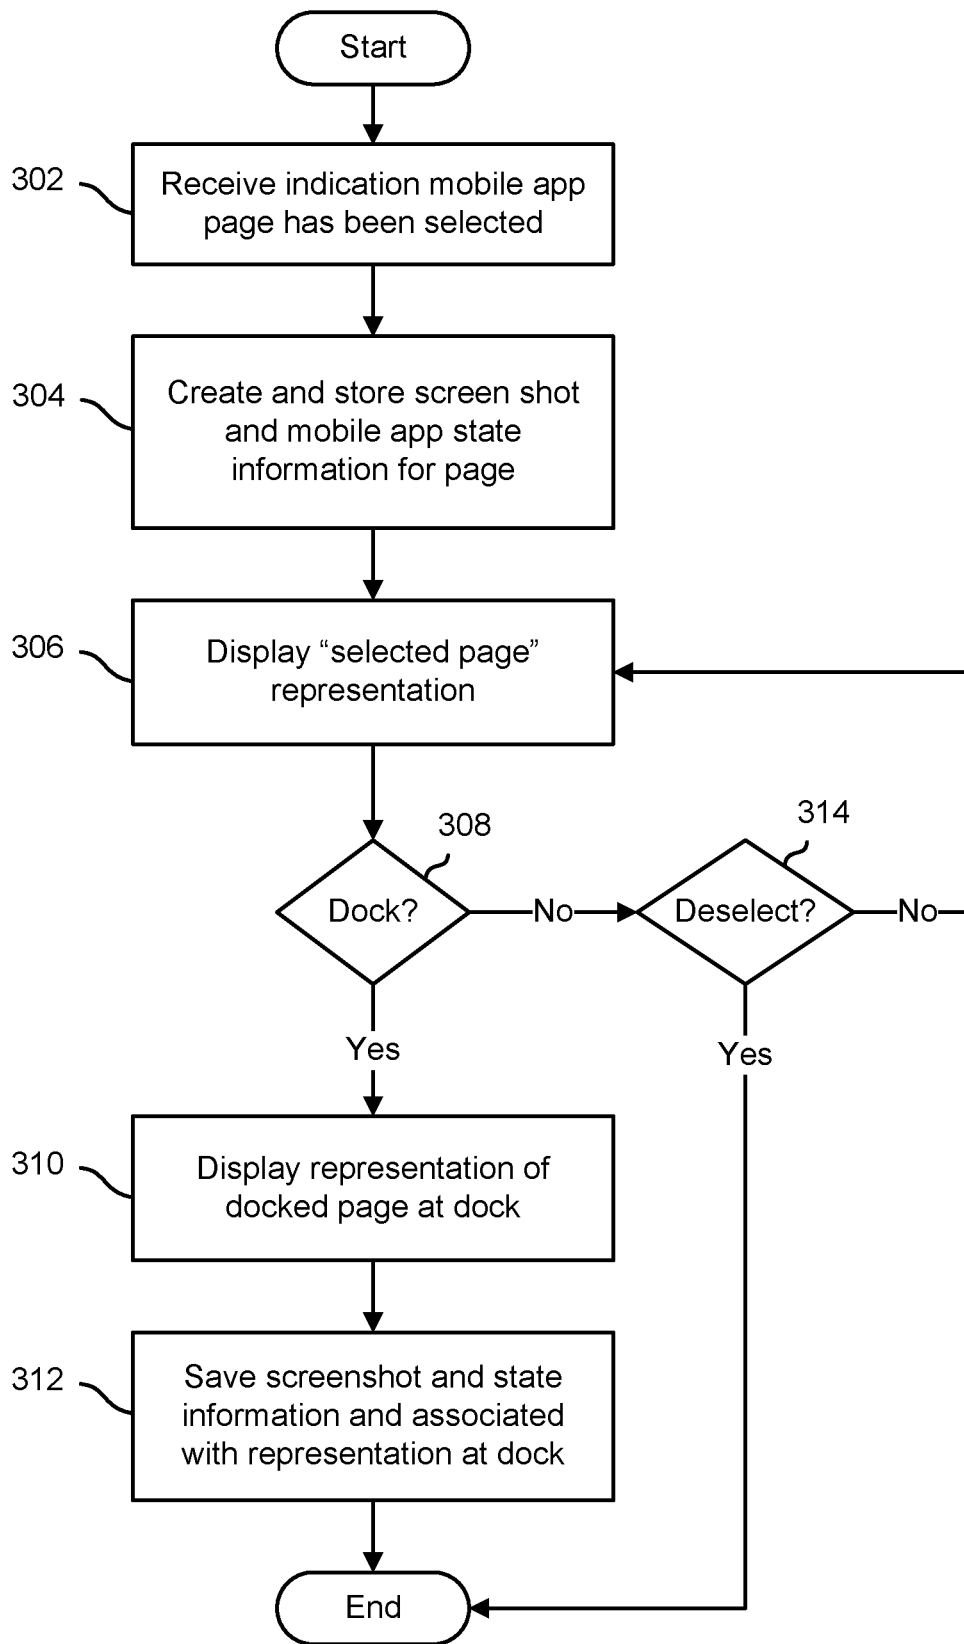 Start
302
Receive indication mobile app
page has been selected
304
Create and store screen shot
and mobile app state
information for page
306
Display “selected page”
representation
308
314
Dock?
No
Deselect?
No
Yes
Yes
310
Display representation of
docked page at dock
312
Save screenshot and state
information and associated
with representation at dock
End